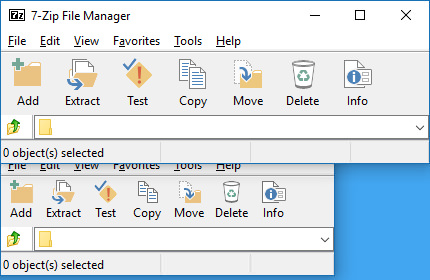 7z 7-Zip File Manager
File Edit View Favorites Tools Help
Add Extract Test Copy Move Delete Info
0 object(s) selected
File Edit View Favorites Tools Help
Add Extract Test Copy Move Delete Info
0 object(s) selected